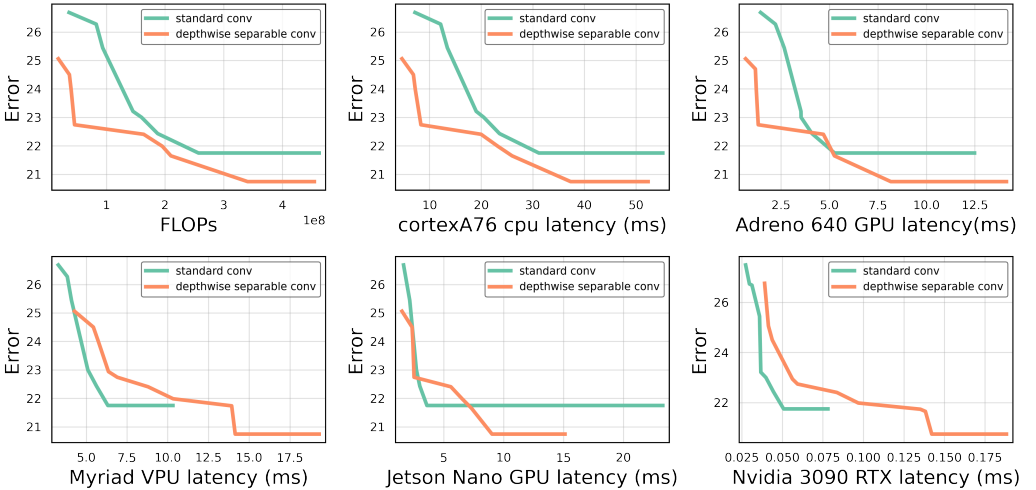 standard conv
depthwise separable conv
26
25
24
23
22
21
Error
1 2 3 4
1e8
FLOPs
standard conv
depthwise separable conv
26
25
24
23
22
21
Error
10 20 30 40 50
cortexA76 cpu latency (ms)
standard conv
depthwise separable conv
26
25
24
23
22
21
Error
2.5 5.0 7.5 10.0 12.5
Adreno 640 GPU latency(ms)
standard conv
depthwise separable conv
26
25
24
23
22
21
Error
5.0 7.5 10.0 12.5 15.0 17.5
Myriad VPU latency (ms)
standard conv
depthwise separable conv
26
25
24
23
22
21
Error
5 10 15 20
Jetson Nano GPU latency (ms)
standard conv
depthwise separable conv
26
24
22
Error
0.025 0.050 0.075 0.100 0.125 0.150 0.175
Nvidia 3090 RTX latency (ms)